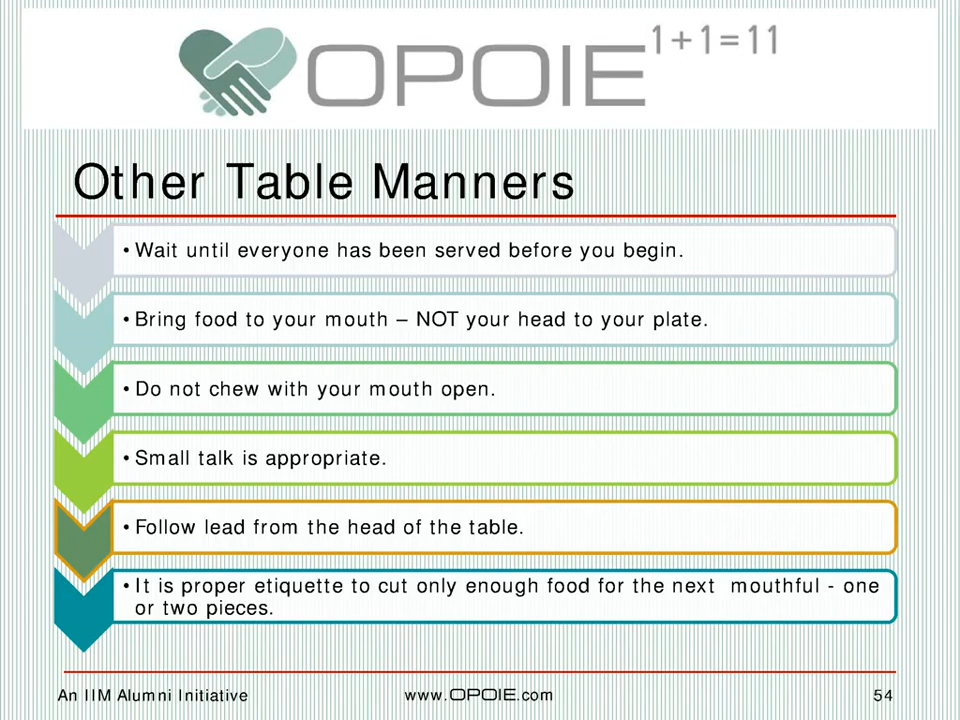 OPOIE 1+1=11
Other Table Manners
• Wait until everyone has been served before you begin.
• Bring food to your mouth – NOT your head to your plate.
• Do not chew with your mouth open.
• Small talk is appropriate.
• Follow lead from the head of the table.
• It is proper etiquette to cut only enough food for the next mouthful - one
or two pieces.
An IIM Alumni Initiative www.OPOIE.com 54